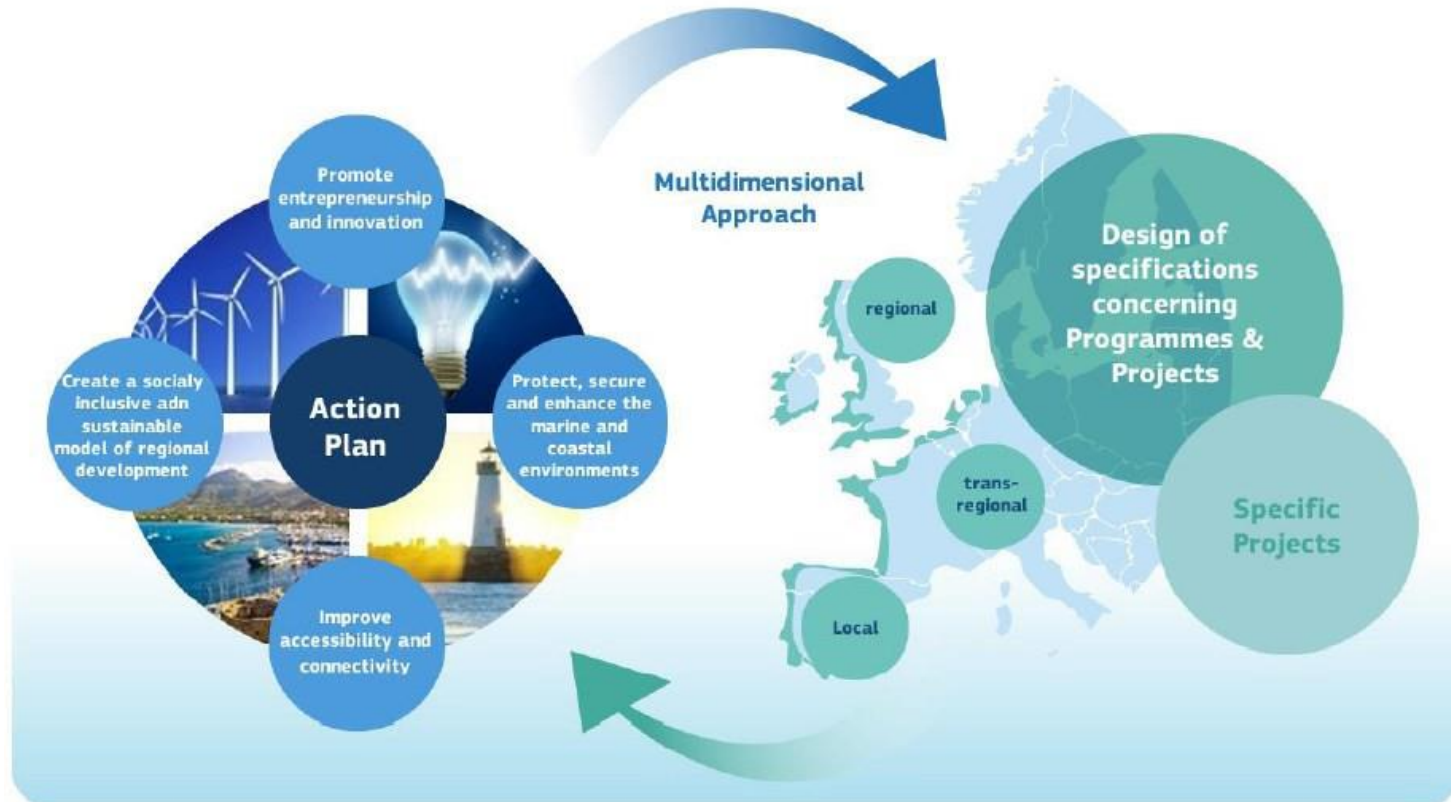 Promote
entrepreneurship
and innovation
Create a socialy
inclusive adn
sustainable
model of regional
development
Action
Plan
Protect, secure
and enhance the
marine and
coastal
environments
Improve
accessibility and
connectivity
Multidimensional
Approach
regional
trans-
regional
Local
Design of
specifications
concerning
Programmes &
Projects
Specific
Projects